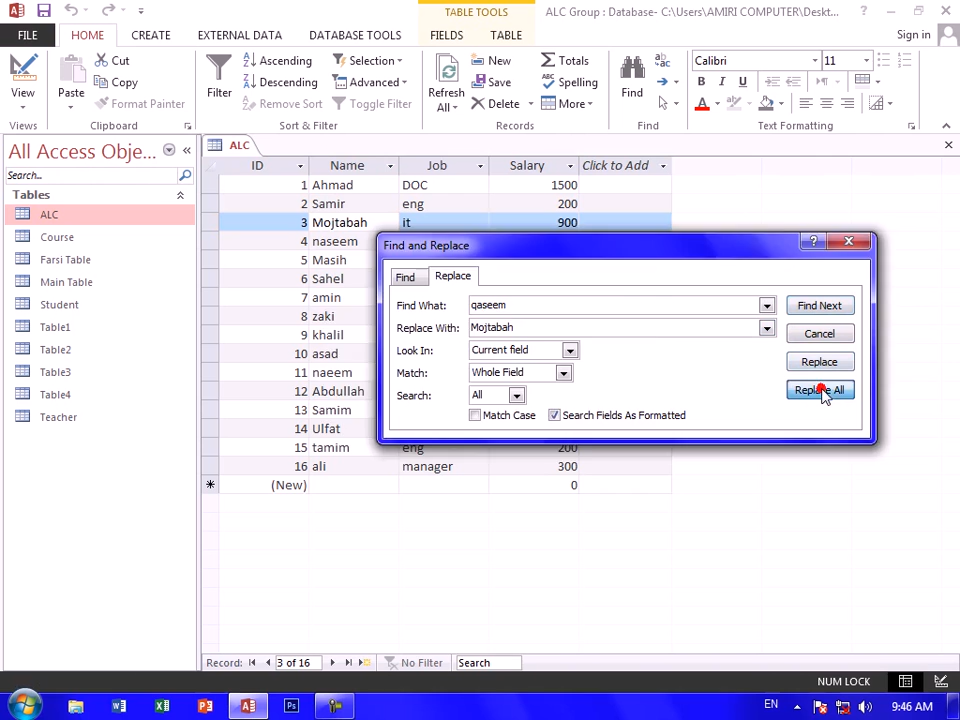 TABLE TOOLS
ALC Group : Database- C:\Users\AMIRI COMPUTER\Deskt...
FILE HOME CREATE EXTERNAL DATA DATABASE TOOLS FIELDS TABLE Sign in
View
Views
Paste
Cut
Copy
Format Painter
Clipboard
Filter
Ascending
Descending
Remove Sort
Selection
Advanced
Toggle Filter
Sort & Filter
Refresh
All
New
Save
Delete
Totals
Spelling
More
Records
Find
Find
Calibri 11
B I U
A
Text Formatting
All Access Obje...
Search...
Tables
ALC
Course
Farsi Table
Main Table
Student
Table1
Table2
Table3
Table4
Teacher
ALC
ID Name Job Salary Click to Add
1 Ahmad DOC 1500
2 Samir eng 200
3 Mojtabah it 900
4 naseem
5 Masih
6 Sahel
7 amin
8 zaki
9 khalil
10 asad
11 naeem
12 Abdullah
13 Samim
14 Ulfat
15 tamim eng 200
16 ali manager 300
(New) 0
Find and Replace
Find Replace
Find What: qaseem Find Next
Replace With: Mojtabah Cancel
Look In: Current field Replace
Match: Whole Field Replace All
Search: All
Match Case Search Fields As Formatted
Record: 3 of 16 No Filter Search
NUM LOCK
EN 9:46 AM